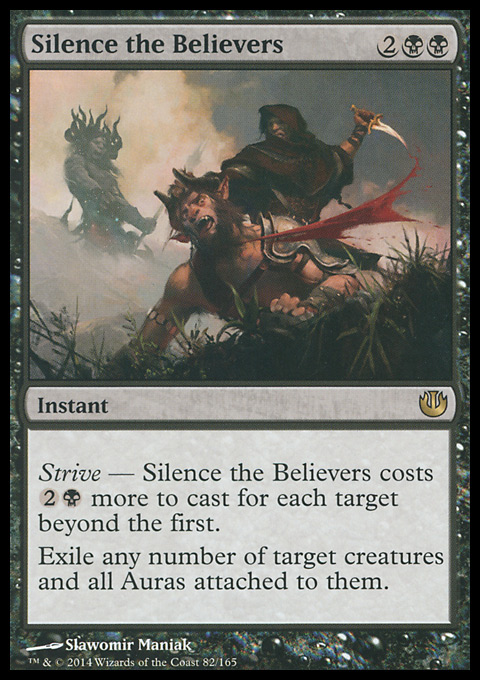 Silence the Believers 2
Instant
Strive — Silence the Believers costs
2 more to cast for each target
beyond the first.
Exile any number of target creatures
and all Auras attached to them.
Slawomir Maniak
™ & © 2014 Wizards of the Coast 82/165